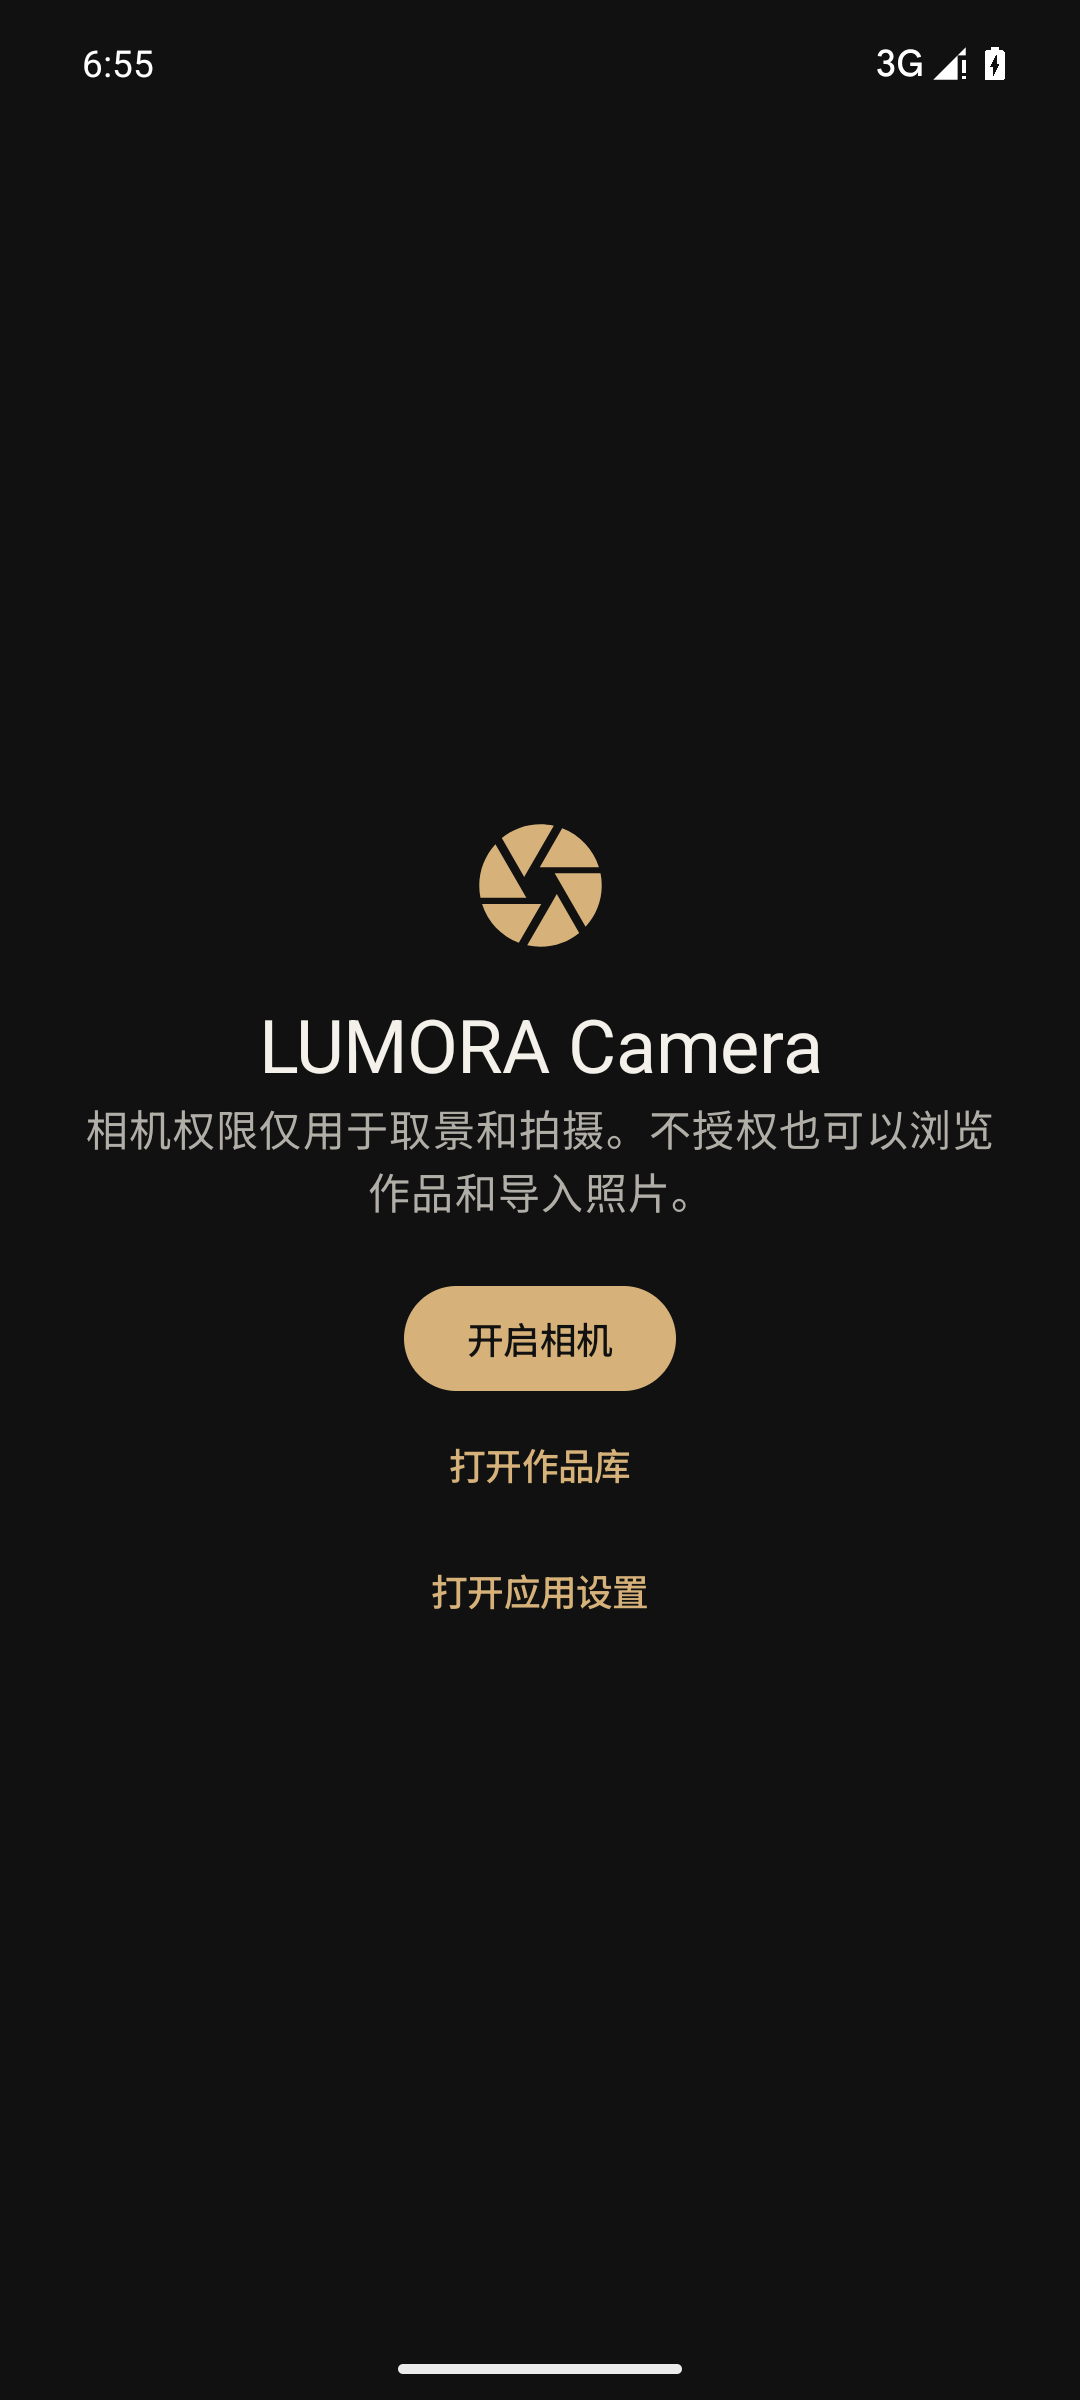 6:55
3G
LUMORA Camera
相机权限仅用于取景和拍摄。不授权也可以浏览
作品和导入照片。
开启相机
打开作品库
打开应用设置